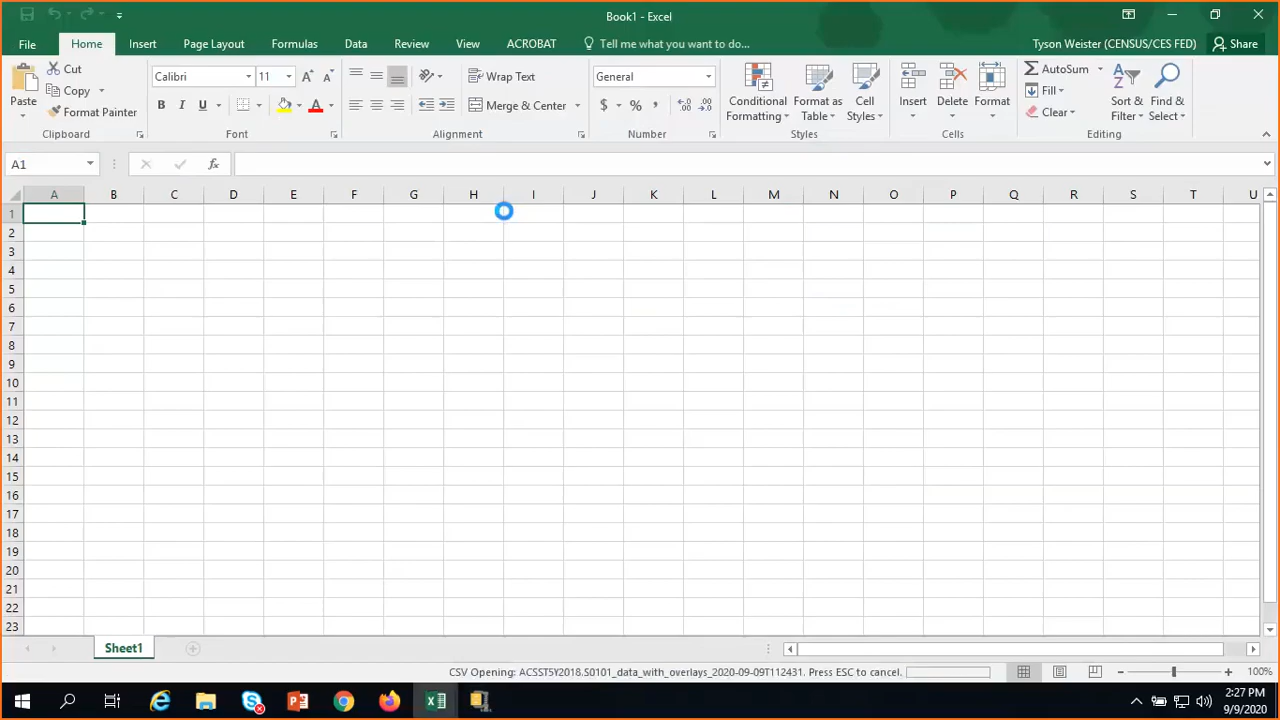 Book1 - Excel
File Home Insert Page Layout Formulas Data Review View ACROBAT Tell me what you want to do... Tyson Weister (CENSUS/CES FED) Share
Paste
Cut
Copy
Format Painter
Clipboard
Calibri 11
B I U
Font
Wrap Text
Merge & Center
Alignment
General
$ % ,
Number
Conditional Formatting
Format as Table
Cell Styles
Styles
Insert
Delete
Format
Cells
AutoSum
Fill
Clear
Sort & Filter
Find & Select
Editing
A1
fx
A B C D E F G H I J K L M N O P Q R S T U
1
2
3
4
5
6
7
8
9
10
11
12
13
14
15
16
17
18
19
20
21
22
23
Sheet1
CSV Opening: ACSST5Y2018.S0101_data_with_overlays_2020-09-09T112431. Press ESC to cancel.
100%
2:27 PM
9/9/2020